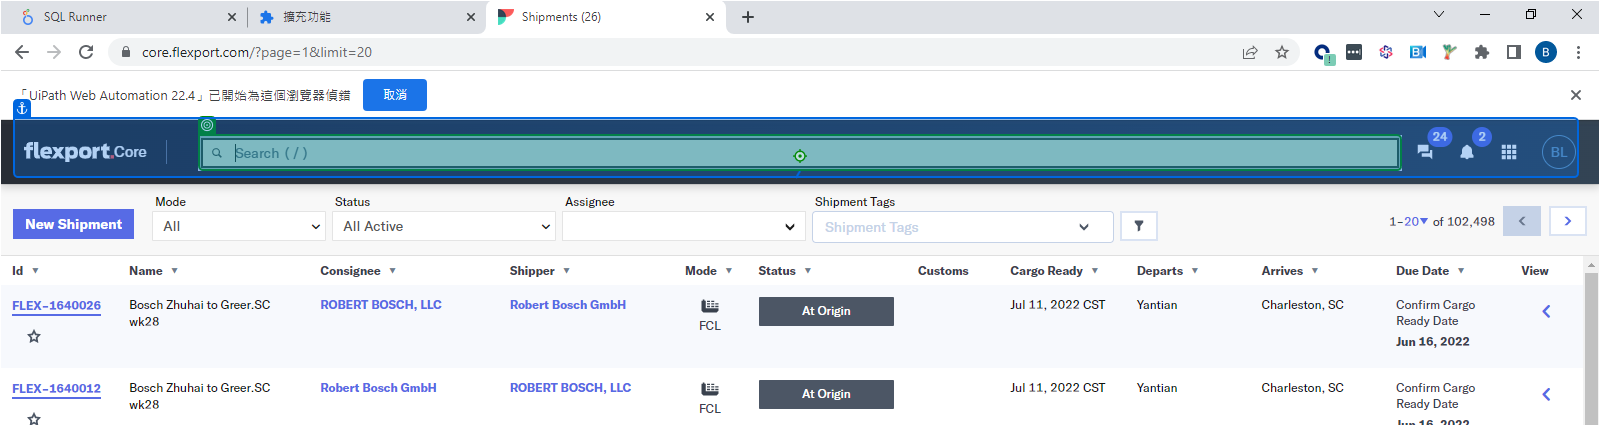 SQL Runner
擴充功能
Shipments (26)
core.flexport.com/?page=1&limit=20
B
「UiPath Web Automation 22.4」已開始為這個瀏覽器偵錯
取消
flexport.Core
Search ( / )
24
2
BL
New Shipment
Mode
All
Status
All Active
Assignee
Shipment Tags
Shipment Tags
1–20 of 102,498
Id Name Consignee Shipper Mode Status Customs Cargo Ready Departs Arrives Due Date View
FLEX-1640026
Bosch Zhuhai to Greer.SC
wk28
ROBERT BOSCH, LLC
Robert Bosch GmbH
FCL
At Origin
Jul 11, 2022 CST
Yantian
Charleston, SC
Confirm Cargo
Ready Date
Jun 16, 2022
FLEX-1640012
Bosch Zhuhai to Greer.SC
wk28
Robert Bosch GmbH
ROBERT BOSCH, LLC
FCL
At Origin
Jul 11, 2022 CST
Yantian
Charleston, SC
Confirm Cargo
Ready Date
Jun 16, 2022